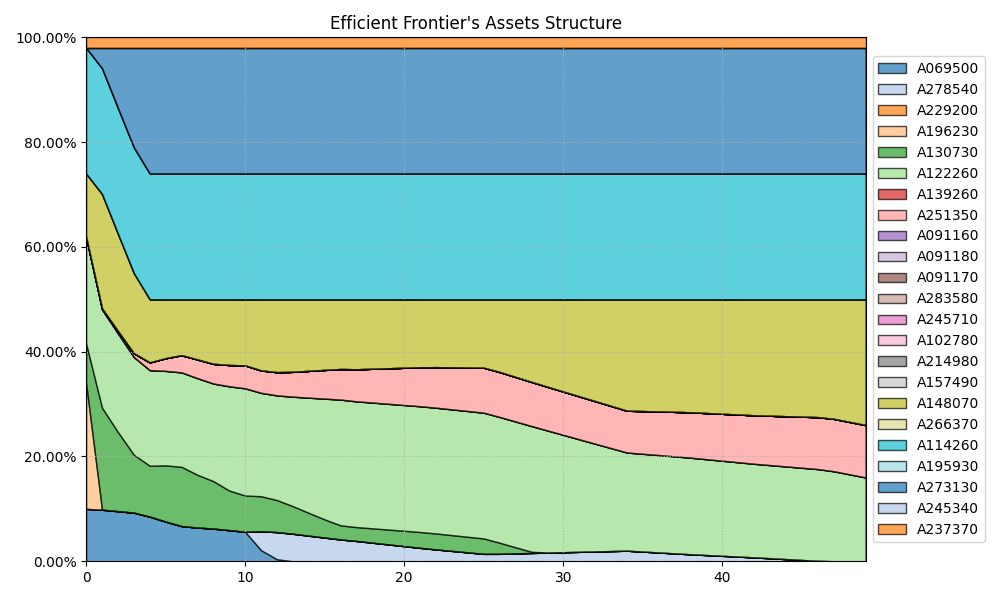 Efficient Frontier's Assets Structure
100.00%
80.00%
60.00%
40.00%
20.00%
0.00%
0
10
20
30
40
A069500
A278540
A229200
A196230
A130730
A122260
A139260
A251350
A091160
A091180
A091170
A283580
A245710
A102780
A214980
A157490
A148070
A266370
A114260
A195930
A273130
A245340
A237370